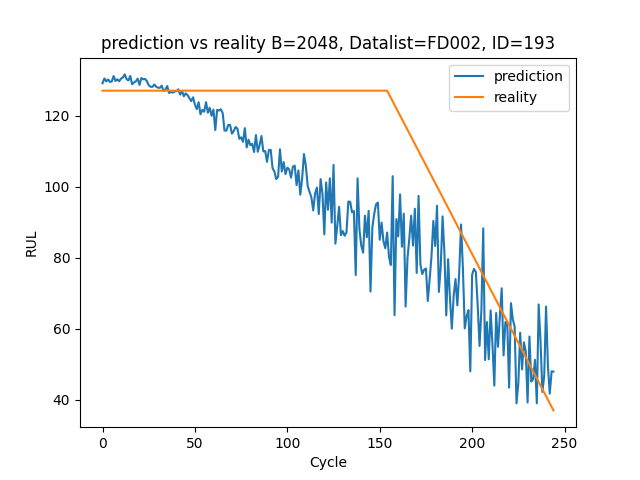 prediction vs reality B=2048, Datalist=FD002, ID=193
prediction
reality
RUL
120
100
80
60
40
0
50
100
150
200
250
Cycle